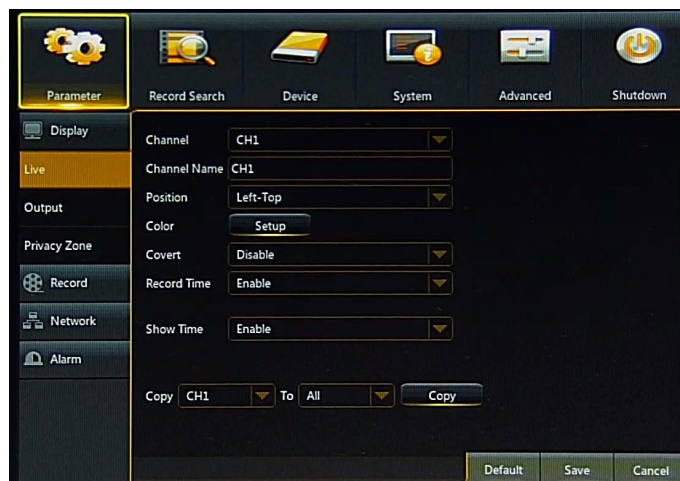 Parameter Record Search Device System Advanced Shutdown
Display
Live
Output
Privacy Zone
Record
Network
Alarm
Channel CH1
Channel Name CH1
Position Left-Top
Color Setup
Covert Disable
Record Time Enable
Show Time Enable
Copy CH1 To All Copy
Default Save Cancel